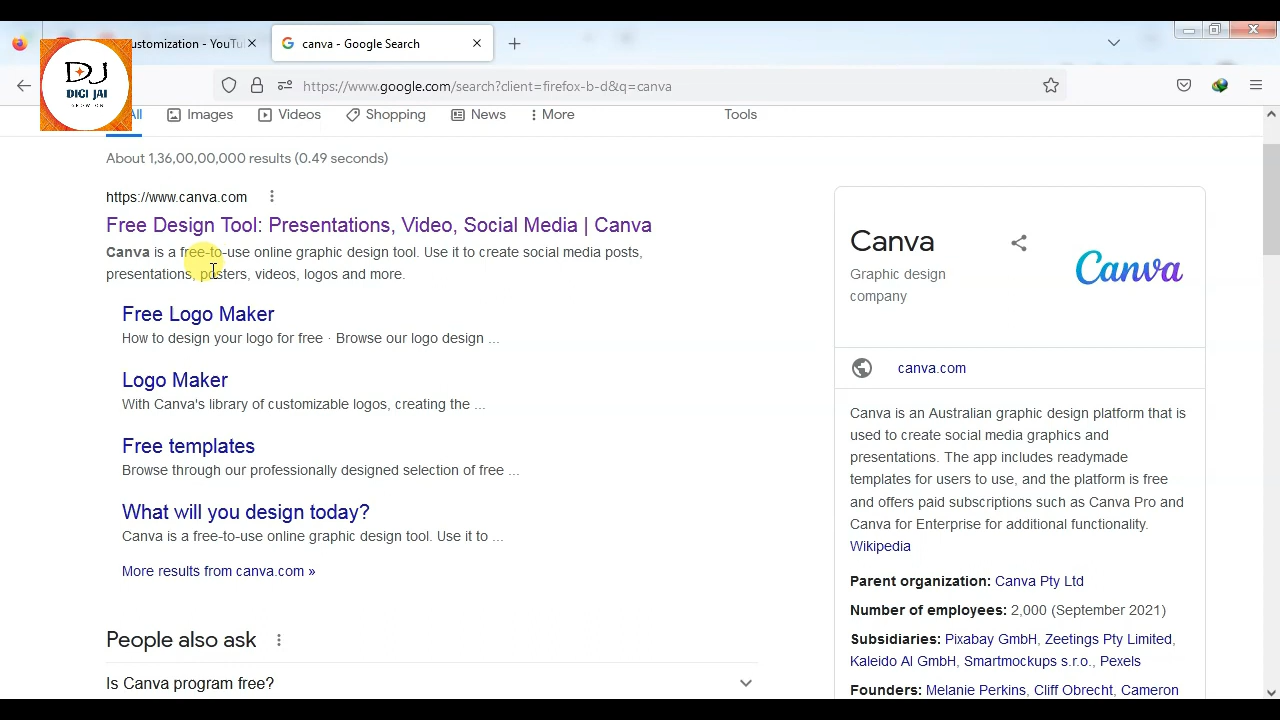 ustomization - YouTu
canva - Google Search
DJ
DIGI JAI
https://www.google.com/search?client=firefox-b-d&q=canva
All
Images
Videos
Shopping
News
More
Tools
About 1,36,00,00,000 results (0.49 seconds)
https://www.canva.com
Free Design Tool: Presentations, Video, Social Media | Canva
Canva is a free-to-use online graphic design tool. Use it to create social media posts,
presentations, posters, videos, logos and more.
Free Logo Maker
How to design your logo for free · Browse our logo design ...
Logo Maker
With Canva's library of customizable logos, creating the ...
Free templates
Browse through our professionally designed selection of free ...
What will you design today?
Canva is a free-to-use online graphic design tool. Use it to ...
More results from canva.com »
People also ask
Is Canva program free?
Canva
Graphic design
company
Canva
canva.com
Canva is an Australian graphic design platform that is
used to create social media graphics and
presentations. The app includes readymade
templates for users to use, and the platform is free
and offers paid subscriptions such as Canva Pro and
Canva for Enterprise for additional functionality.
Wikipedia
Parent organization: Canva Pty Ltd
Number of employees: 2,000 (September 2021)
Subsidiaries: Pixabay GmbH, Zeetings Pty Limited,
Kaleido AI GmbH, Smartmockups s.r.o., Pexels
Founders: Melanie Perkins, Cliff Obrecht, Cameron